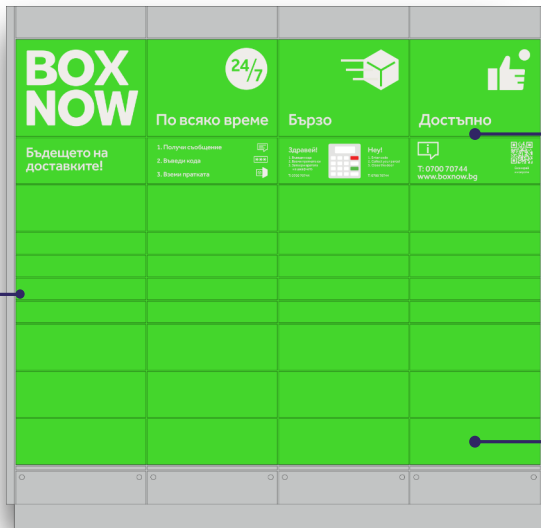 BOX
NOW
24/7
По всяко време
Бързо
Достъпно
Бъдещето на
доставките!
1. Получи съобщение
2. Въведи кода
3. Вземи пратката
Здравей!
Hey!
T: 0700 70744
www.boxnow.bg